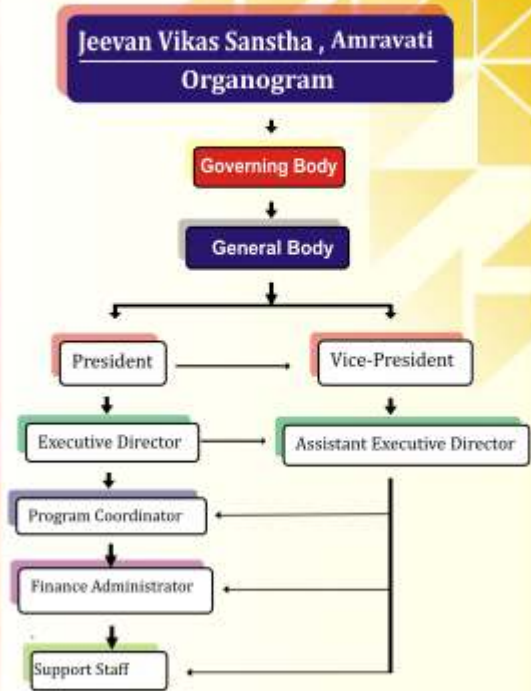 Jeevan Vikas Sanstha , Amravati
Organogram
Governing Body
General Body
President
Vice-President
Executive Director
Assistant Executive Director
Program Coordinator
Finance Administrator
Support Staff